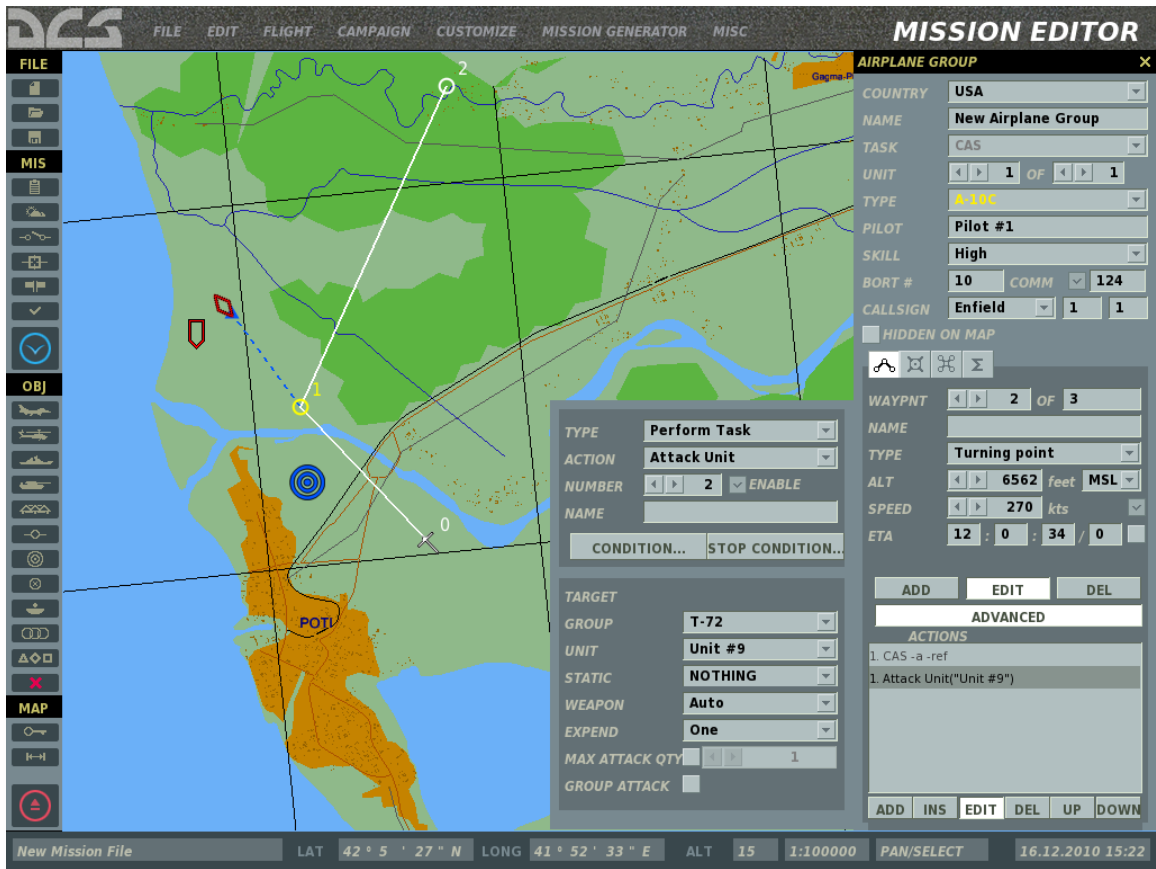 DCS FILE EDIT FLIGHT CAMPAIGN CUSTOMIZE MISSION GENERATOR MISC MISSION EDITOR
FILE
MIS
OBJ
MAP
2
1
0
POTI
AIRPLANE GROUP X
COUNTRY USA
NAME New Airplane Group
TASK CAS
UNIT 1 OF 1
TYPE A-10C
PILOT Pilot #1
SKILL High
BORT # 10 COMM 124
CALLSIGN Enfield 1 1
HIDDEN ON MAP
Σ
WAYPNT 2 OF 3
NAME
TYPE Turning point
ALT 6562 feet MSL
SPEED 270 kts
ETA 12 : 0 : 34 / 0
ADD EDIT DEL
ADVANCED
ACTIONS
1. CAS -a -ref
1. Attack Unit("Unit #9")
ADD INS EDIT DEL UP DOWN
TYPE Perform Task
ACTION Attack Unit
NUMBER 2 ENABLE
NAME
CONDITION... STOP CONDITION...
TARGET
GROUP T-72
UNIT Unit #9
STATIC NOTHING
WEAPON Auto
EXPEND One
MAX ATTACK QTY 1
GROUP ATTACK
New Mission File LAT 42 ° 5 ' 27 " N LONG 41 ° 52 ' 33 " E ALT 15 1:100000 PAN/SELECT 16.12.2010 15:22